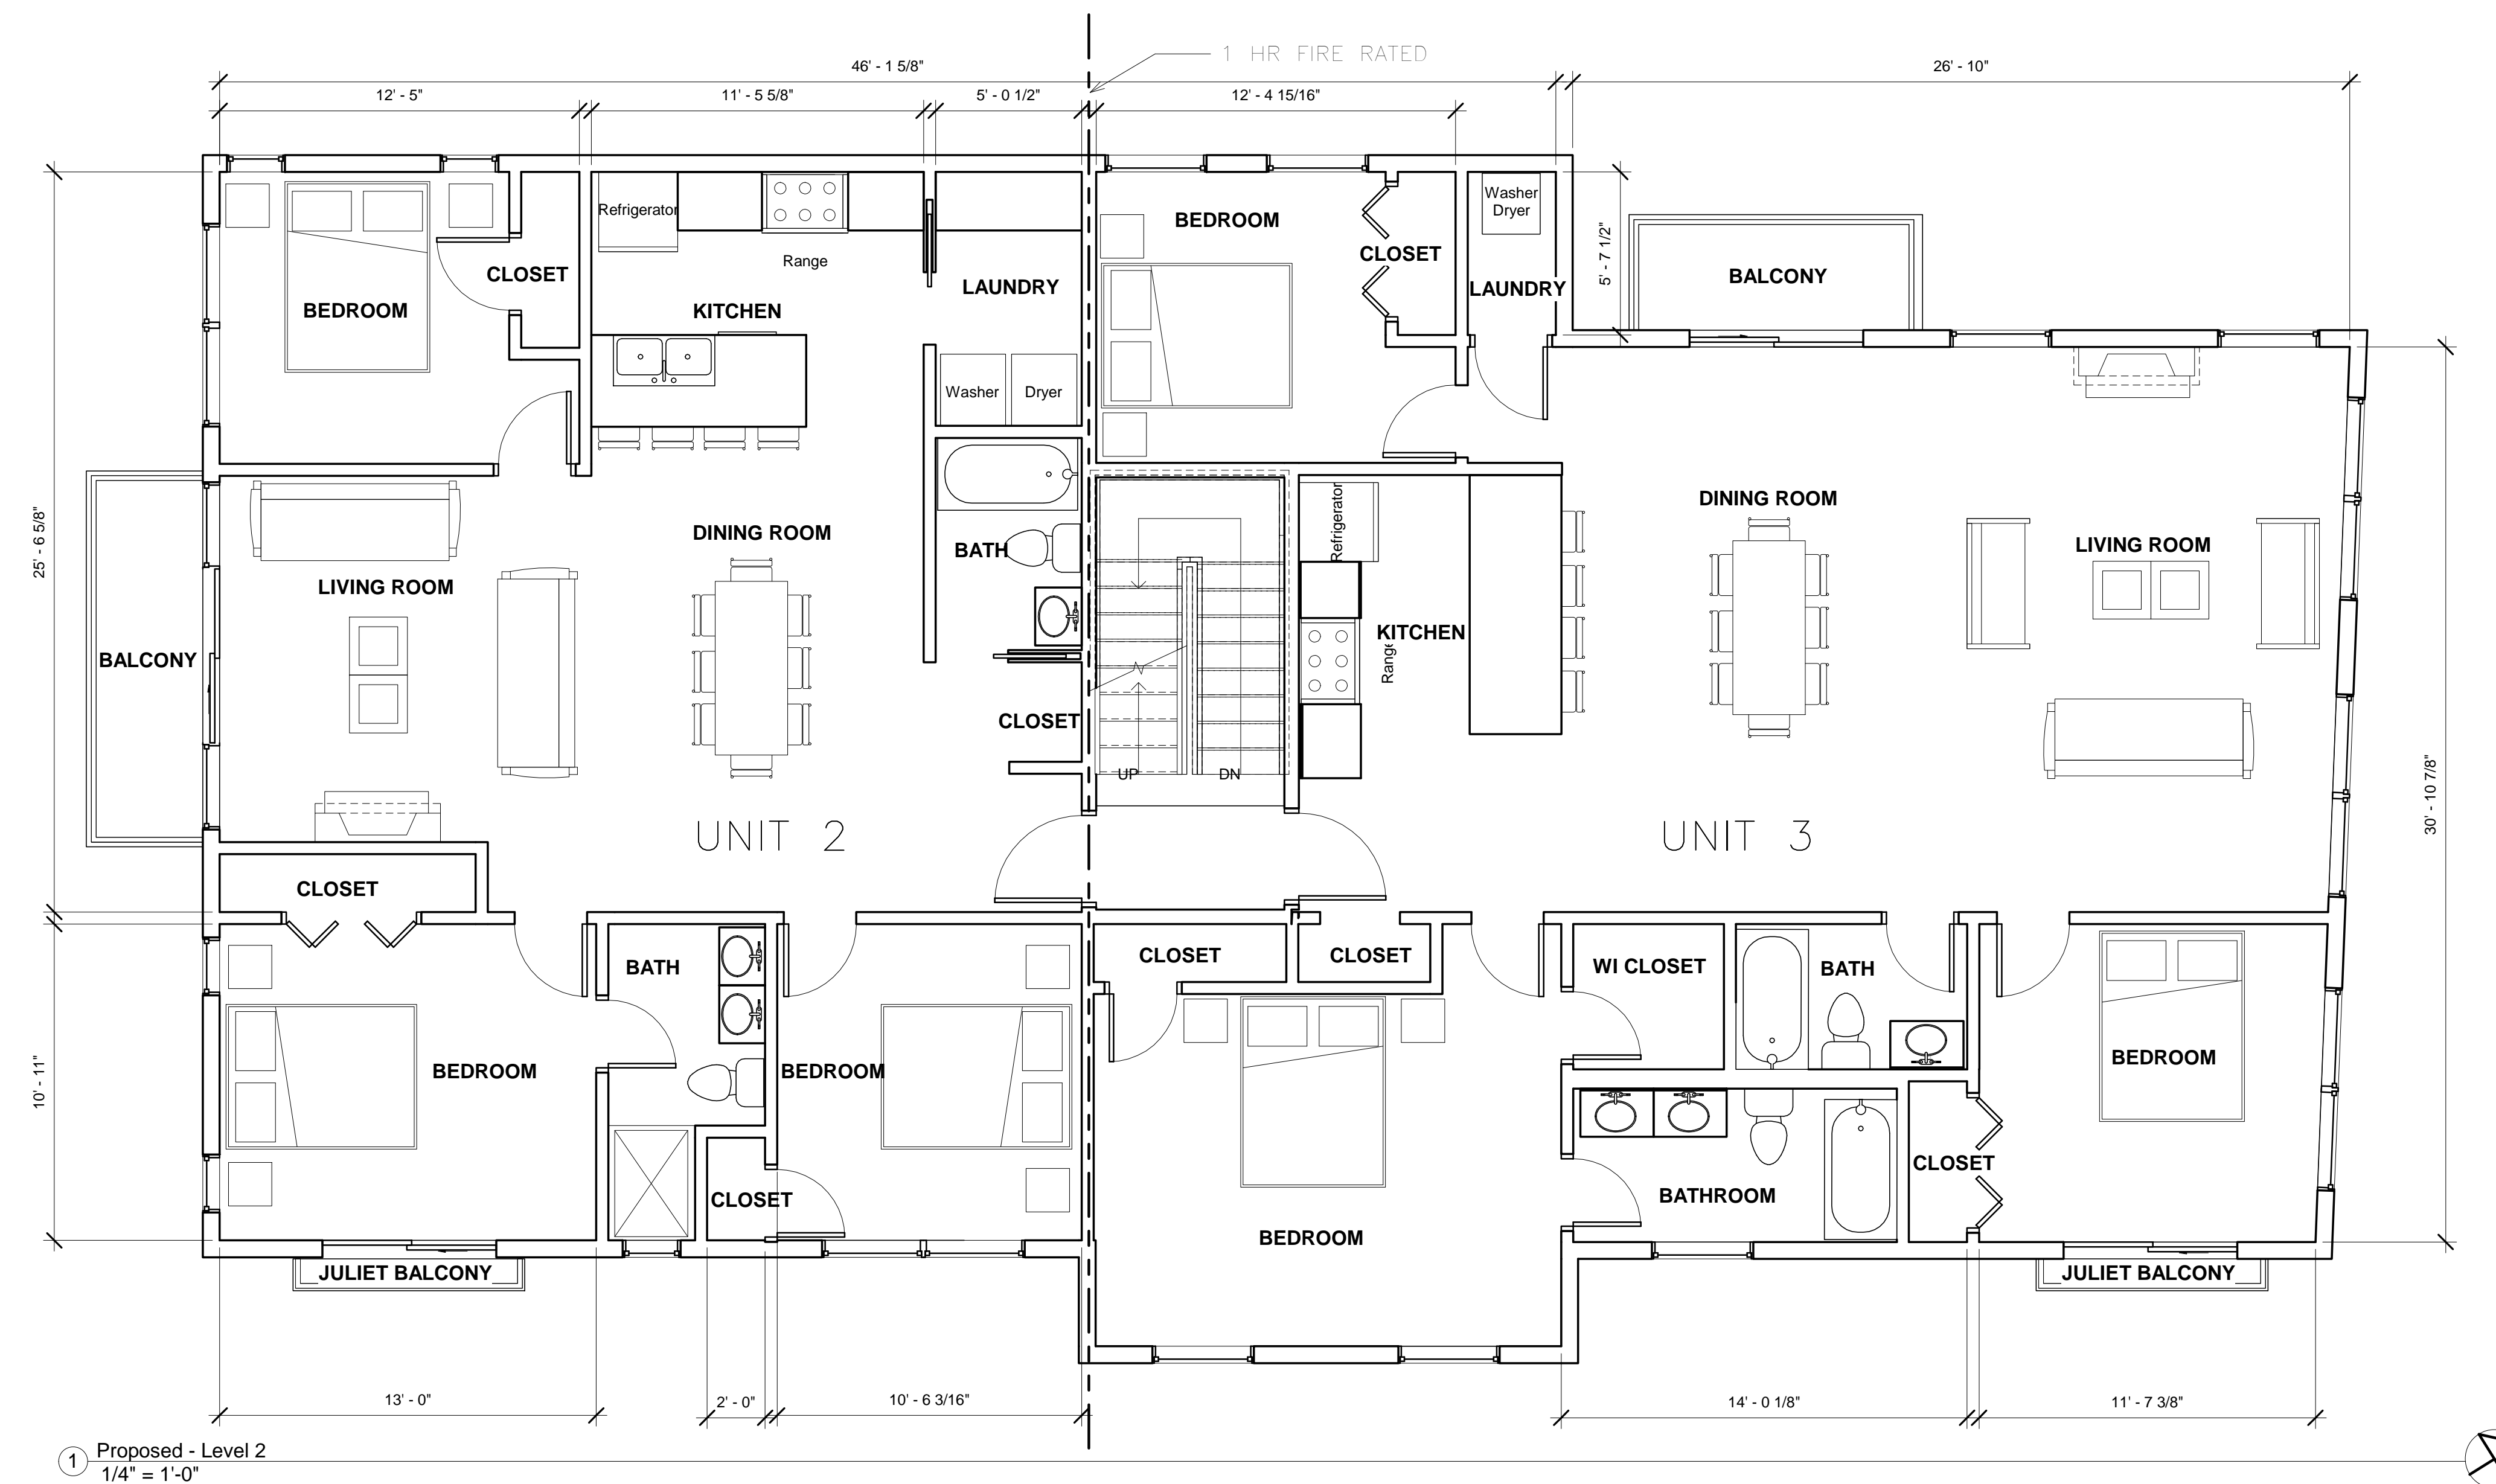 1 HR FIRE RATED
46' - 1 5/8"
26' - 10"
12' - 5"
11' - 5 5/8"
5' - 0 1/2"
12' - 4 15/16"
Refrigerator
Range
Washer
Dryer
BEDROOM
CLOSET
BEDROOM
CLOSET
KITCHEN
LAUNDRY
LAUNDRY
5' - 7 1/2"
BALCONY
Washer
Dryer
25' - 6 5/8"
Refrigerator
DINING ROOM
DINING ROOM
BATH
LIVING ROOM
LIVING ROOM
KITCHEN
Range
BALCONY
CLOSET
UP
DN
30' - 10 7/8"
UNIT 2
UNIT 3
CLOSET
BATH
CLOSET
CLOSET
WI CLOSET
BATH
10' - 11"
BEDROOM
BEDROOM
BEDROOM
CLOSET
CLOSET
BATHROOM
BEDROOM
JULIET BALCONY
JULIET BALCONY
13' - 0"
2' - 0"
10' - 6 3/16"
14' - 0 1/8"
11' - 7 3/8"
1
Proposed - Level 2
1/4" = 1'-0"